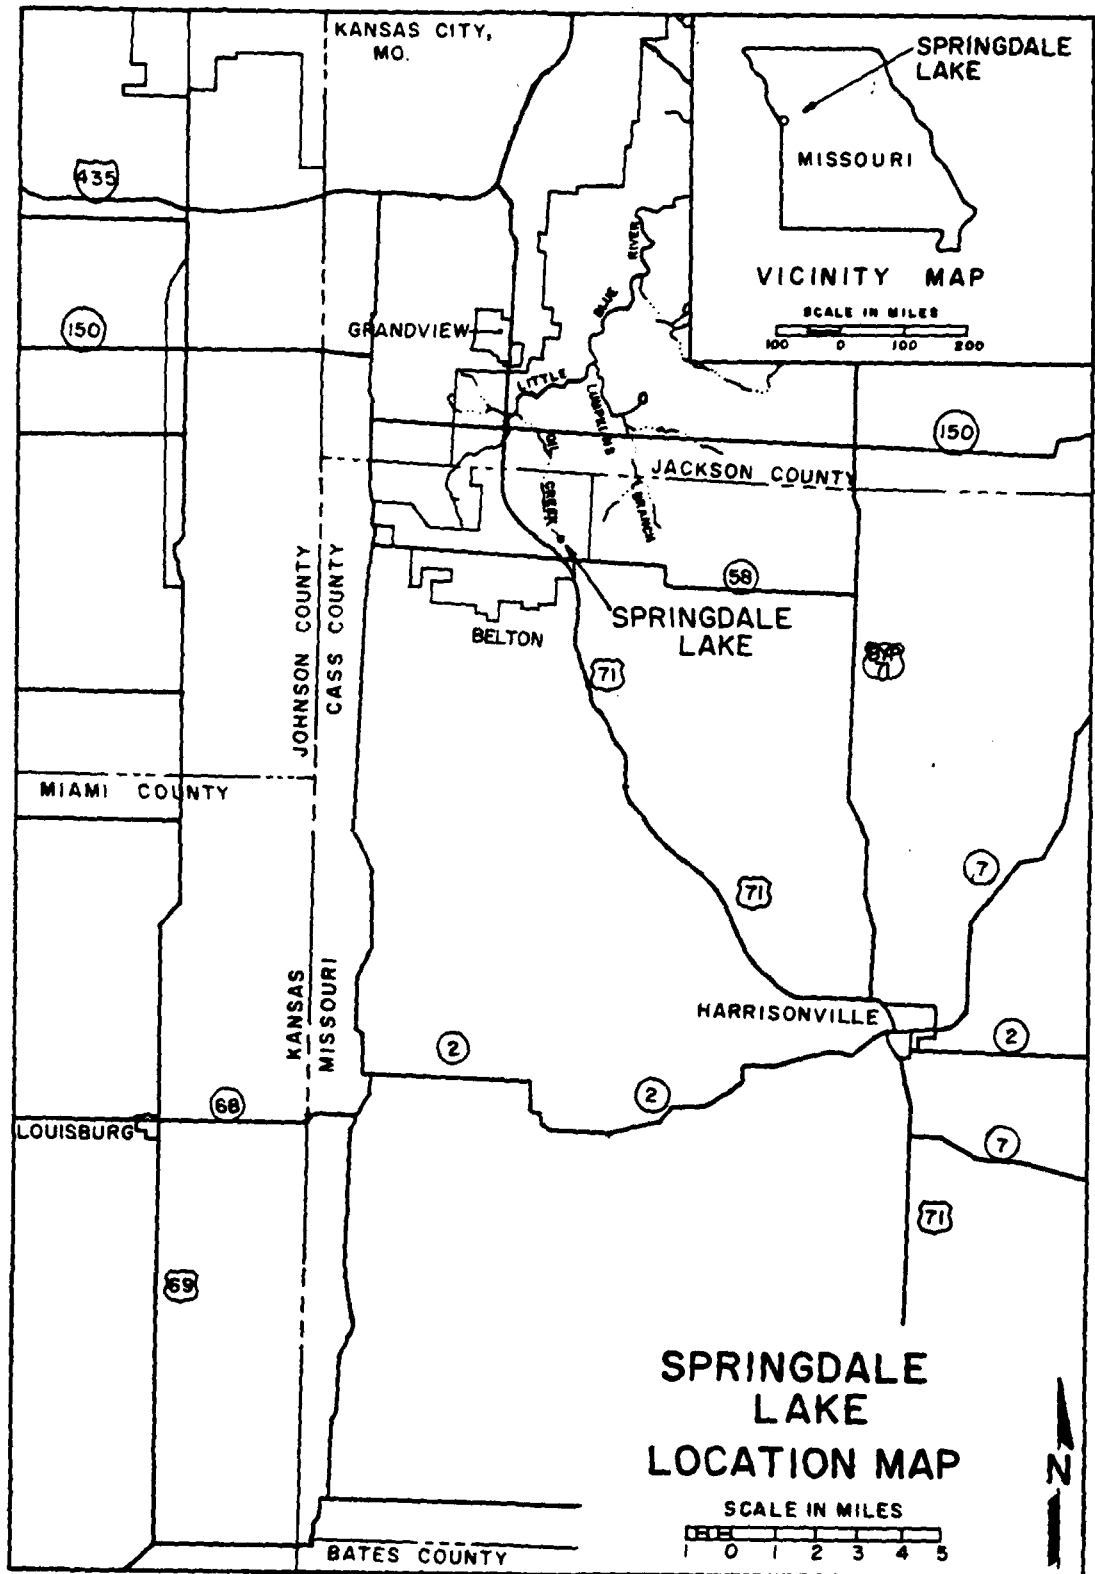 KANSAS CITY,
MO.
SPRINGDALE
LAKE
MISSOURI
VICINITY MAP
SCALE IN MILES
100 0 100 200
435
150
GRANDVIEW
LITTLE
BLUE
RIVER
LUMPKINS
BRANCH
OIL
CREEK
150
JACKSON COUNTY
58
SPRINGDALE
LAKE
BELTON
JOHNSON COUNTY
CASS COUNTY
71
BYP
71
MIAMI COUNTY
7
71
KANSAS
MISSOURI
HARRISONVILLE
2
2
2
68
LOUISBURG
7
71
69
SPRINGDALE
LAKE
LOCATION MAP
N
SCALE IN MILES
1 0 1 2 3 4 5
BATES COUNTY